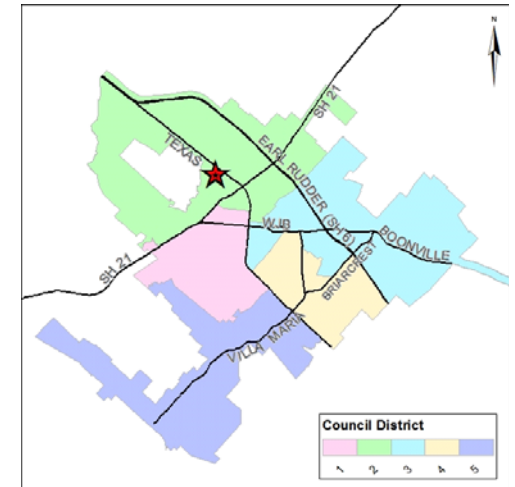 N
SH 21
TEXAS
EARL RUDDER (SH 6)
WJB
BOONVILLE
BRIARCREST
SH 21
VILLA MARIA
Council District
1 2 3 4 5